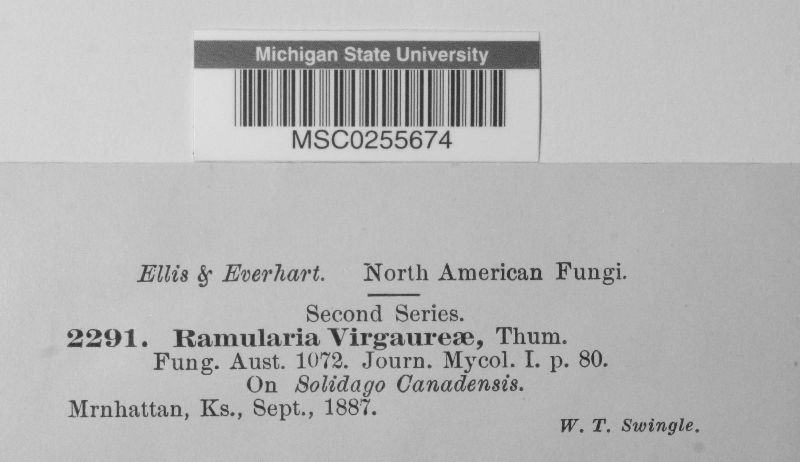 Michigan State University
MSC0255674
Ellis & Everhart. North American Fungi.
Second Series.
2291. Ramularia Virgaureæ, Thum.
Fung. Aust. 1072. Journ. Mycol. I. p. 80.
On Solidago Canadensis.
Mrnhattan, Ks., Sept., 1887.
W. T. Swingle.